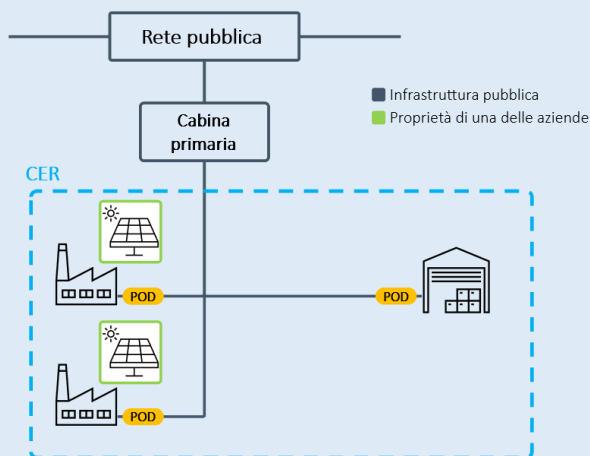 Rete pubblica
Infrastruttura pubblica
Proprietà di una delle aziende
Cabina
primaria
CER
POD
POD
POD